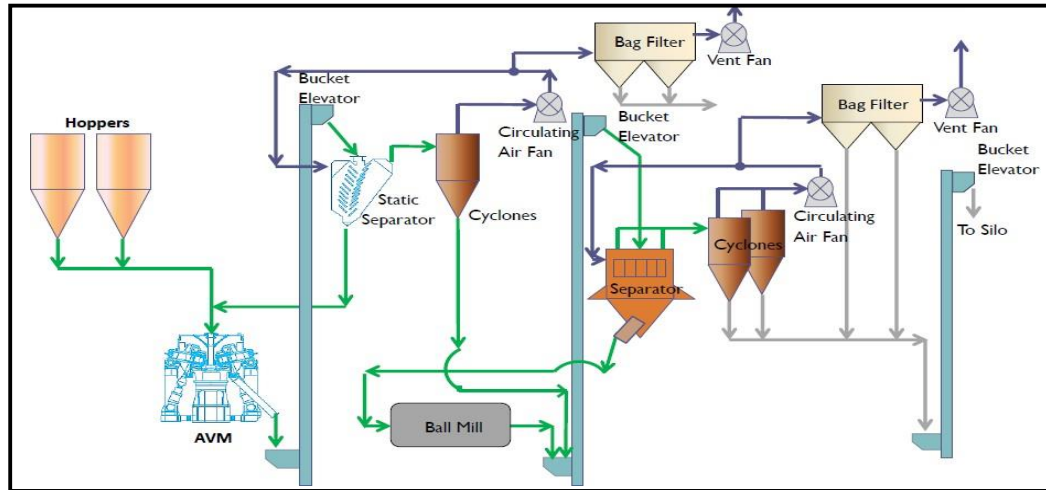 Bag Filter
Vent Fan
Bucket
Elevator
Hoppers
Circulating
Air Fan
Bucket
Elevator
Bag Filter
Vent Fan
Bucket
Elevator
Static
Separator
Cyclones
Cyclones
Circulating
Air Fan
To Silo
Separator
AVM
Ball Mill